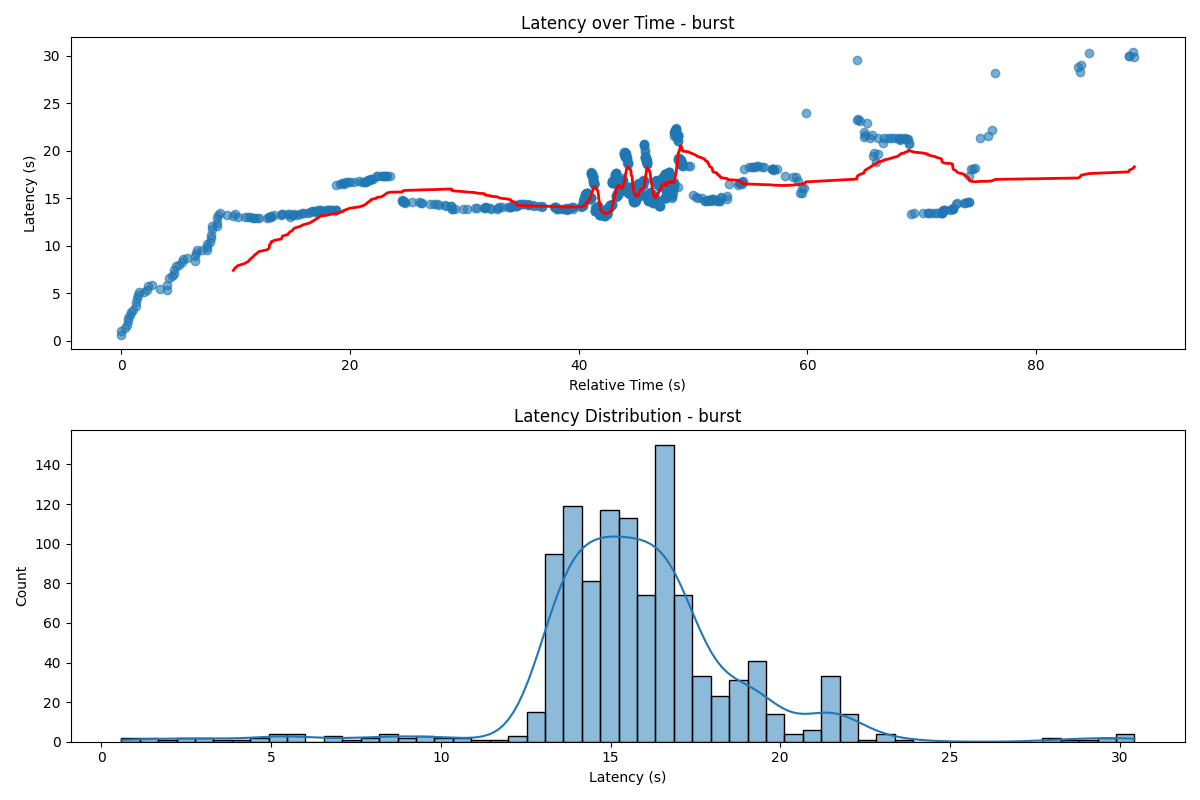 Latency over Time - burst
30
25
20
15
10
5
0
Latency (s)
0 20 40 60 80
Relative Time (s)
Latency Distribution - burst
140
120
100
80
60
40
20
0
Count
0 5 10 15 20 25 30
Latency (s)